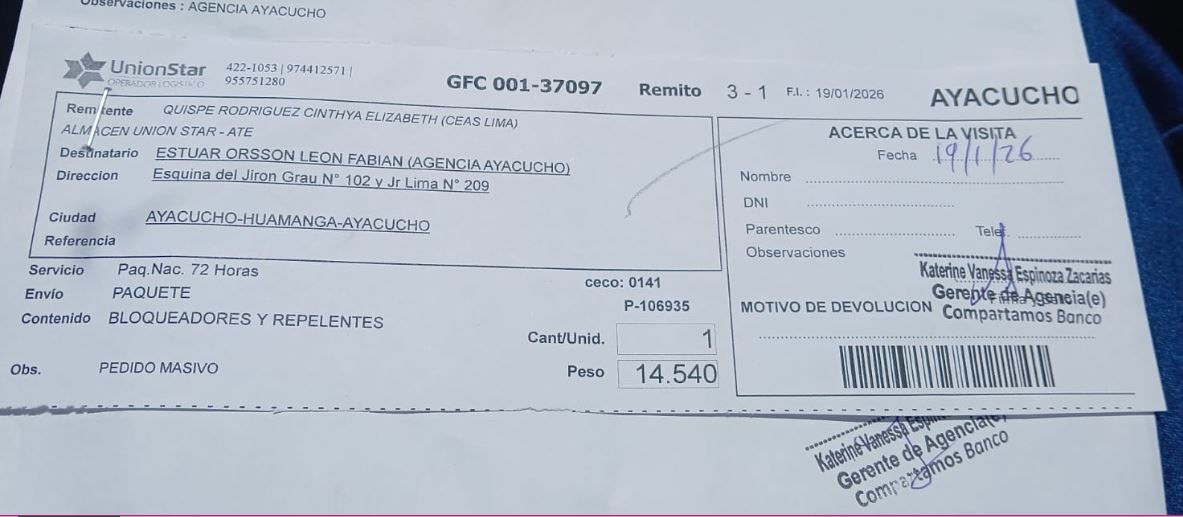 Observaciones : AGENCIA AYACUCHO
UnionStar
OPERADOR LOGISTICO
422-1053 | 974412571 |
955751280
GFC 001-37097
Remito 3 - 1
F.I.: 19/01/2026
AYACUCHO
Remitente QUISPE RODRIGUEZ CINTHYA ELIZABETH (CEAS LIMA)
ALMACEN UNION STAR - ATE
Destinatario ESTUAR ORSSON LEON FABIAN (AGENCIA AYACUCHO)
Direccion Esquina del Jiron Grau N° 102 y Jr Lima N° 209
Ciudad AYACUCHO-HUAMANGA-AYACUCHO
Referencia
Servicio Paq.Nac. 72 Horas
Envío PAQUETE
Contenido BLOQUEADORES Y REPELENTES
Obs. PEDIDO MASIVO
ceco: 0141
P-106935
Cant/Unid. 1
Peso 14.540
ACERCA DE LA VISITA
Fecha 19/1/26
Nombre
DNI
Parentesco Telef.
Observaciones
Katerine Vanessa Espinoza Zacarias
Gerente de Agencia(e)
Compartamos Banco
MOTIVO DE DEVOLUCION
Katerine Vanessa
Gerente de Agencia(e)
Compartamos Banco